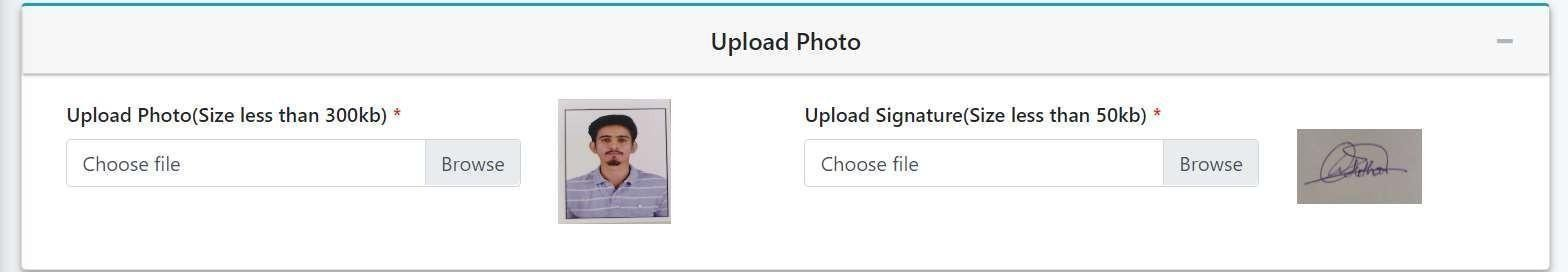 Upload Photo
Upload Photo(Size less than 300kb) *
Choose file
Browse
Upload Signature(Size less than 50kb) *
Choose file
Browse